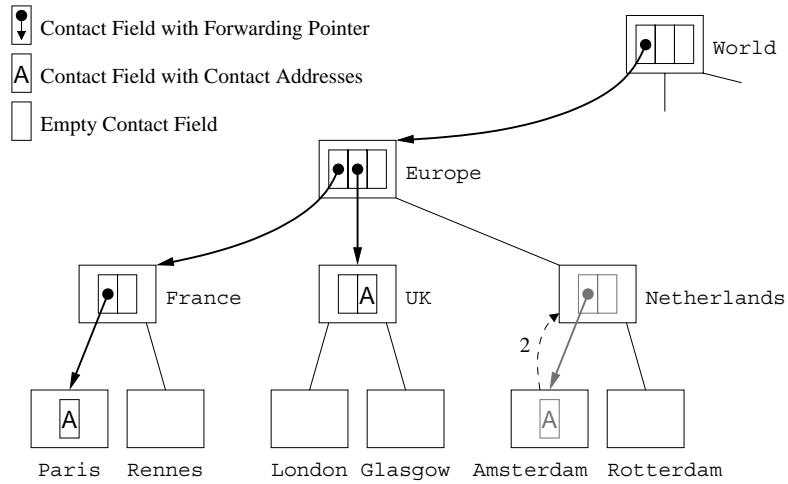 Contact Field with Forwarding Pointer
A Contact Field with Contact Addresses
Empty Contact Field
World
Europe
France
A UK
Netherlands
2
A
A
Paris Rennes London Glasgow Amsterdam Rotterdam